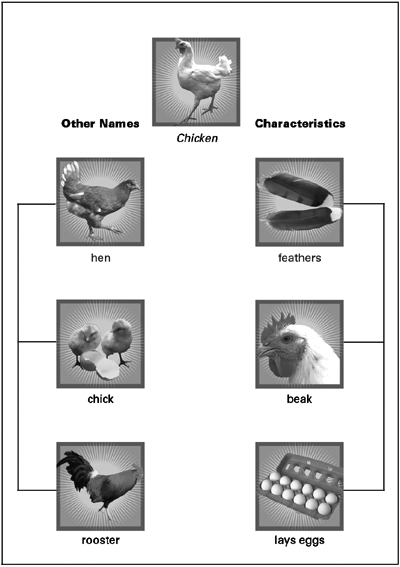 Chicken
Other Names
Characteristics
hen
feathers
chick
beak
rooster
lays eggs